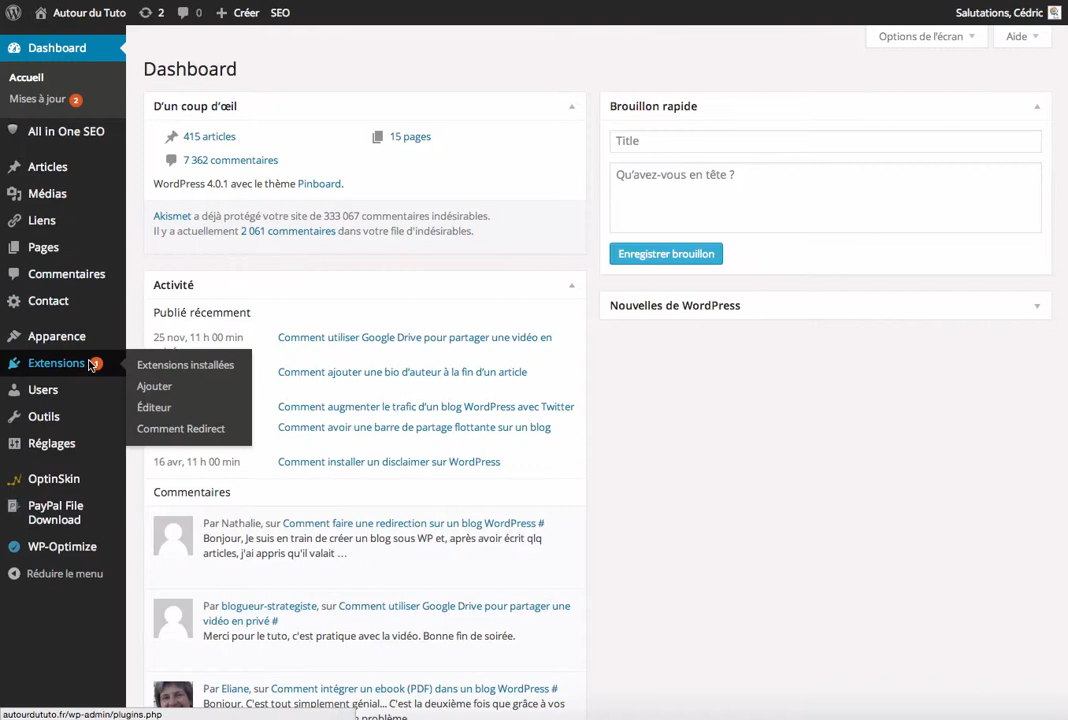 Autour du Tuto 2 0 Créer SEO Salutations, Cédric
Options de l'écran Aide
Dashboard
Accueil
Mises à jour 2
All in One SEO
Articles
Médias
Liens
Pages
Commentaires
Contact
Apparence
Extensions
Extensions installées
Ajouter
Éditeur
Comment Redirect
Users
Outils
Réglages
OptinSkin
PayPal File
Download
WP-Optimize
Réduire le menu
Dashboard
D'un coup d'œil
415 articles 15 pages
7 362 commentaires
WordPress 4.0.1 avec le thème Pinboard.
Akismet a déjà protégé votre site de 333 067 commentaires indésirables.
Il y a actuellement 2 061 commentaires dans votre file d'indésirables.
Activité
Publié récemment
25 nov, 11 h 00 min Comment utiliser Google Drive pour partager une vidéo en
Comment ajouter une bio d'auteur à la fin d'un article
Comment augmenter le trafic d'un blog WordPress avec Twitter
Comment avoir une barre de partage flottante sur un blog
16 avr, 11 h 00 min Comment installer un disclaimer sur WordPress
Commentaires
Par Nathalie, sur Comment faire une redirection sur un blog WordPress #
Bonjour, Je suis en train de créer un blog sous WP et, après avoir écrit qlq
articles, j'ai appris qu'il valait …
Par blogueur-strategiste, sur Comment utiliser Google Drive pour partager une
vidéo en privé #
Merci pour le tuto, c'est pratique avec la vidéo. Bonne fin de soirée.
Par Eliane, sur Comment intégrer un ebook (PDF) dans un blog WordPress #
Bonjour, C'est tout simplement génial... C'est la deuxième fois que grâce à vos
problème
Brouillon rapide
Title
Qu'avez-vous en tête ?
Enregistrer brouillon
Nouvelles de WordPress
autourdututo.fr/wp-admin/plugins.php